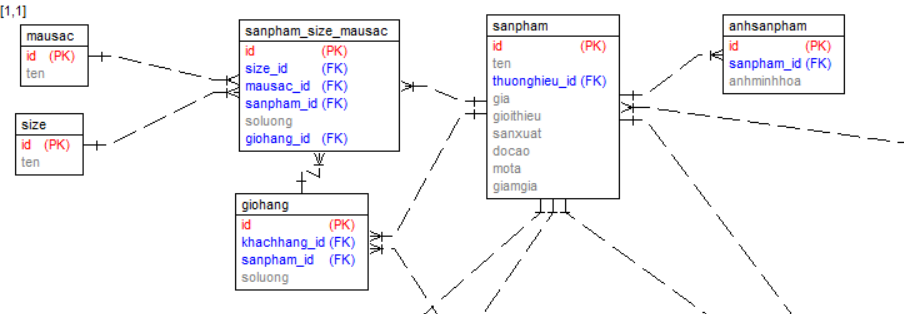 [1,1]
mausac
id (PK)
ten
size
id (PK)
ten
sanpham_size_mausac
id (PK)
size_id (FK)
mausac_id (FK)
sanpham_id (FK)
soluong
giohang_id (FK)
giohang
id (PK)
khachhang_id (FK)
sanpham_id (FK)
soluong
sanpham
id (PK)
ten
thuonghieu_id (FK)
gia
gioithieu
sanxuat
docao
mota
giamgia
anhsanpham
id (PK)
sanpham_id (FK)
anhminhhoa